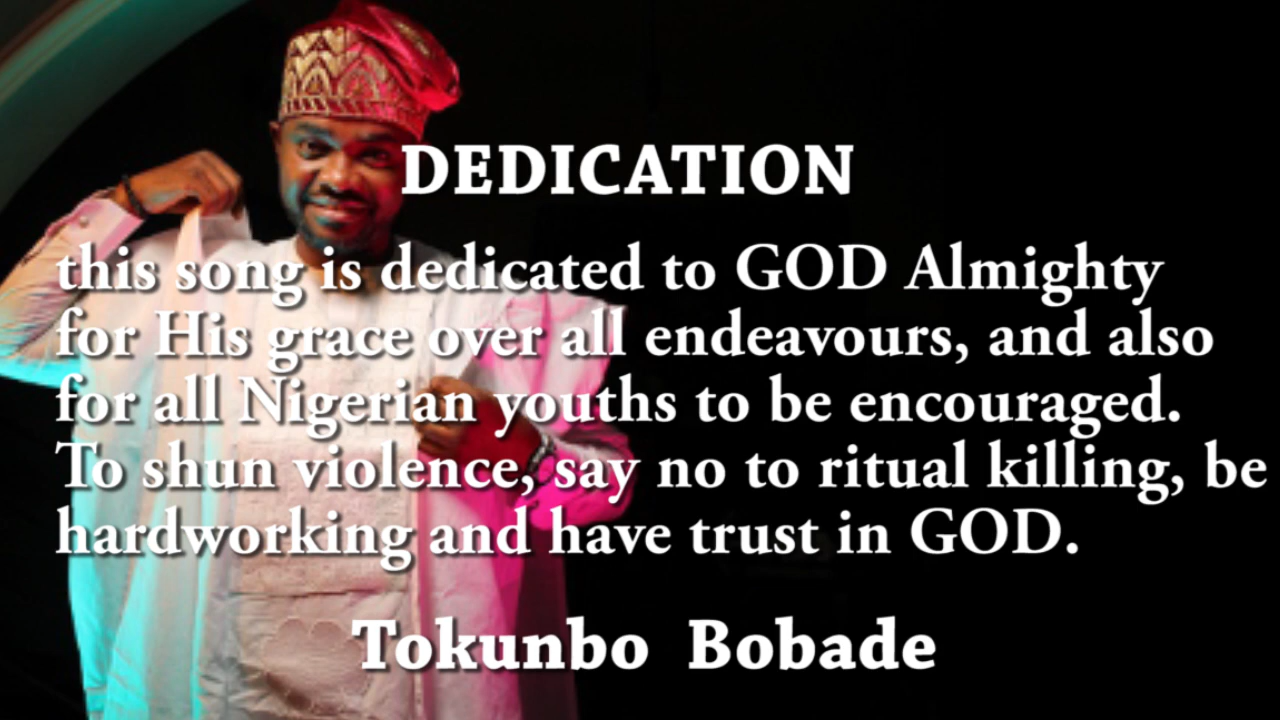 DEDICATION
this song is dedicated to GOD Almighty
for His grace over all endeavours, and also
for all Nigerian youths to be encouraged.
To shun violence, say no to ritual killing, be
hardworking and have trust in GOD.
Tokunbo Bobade